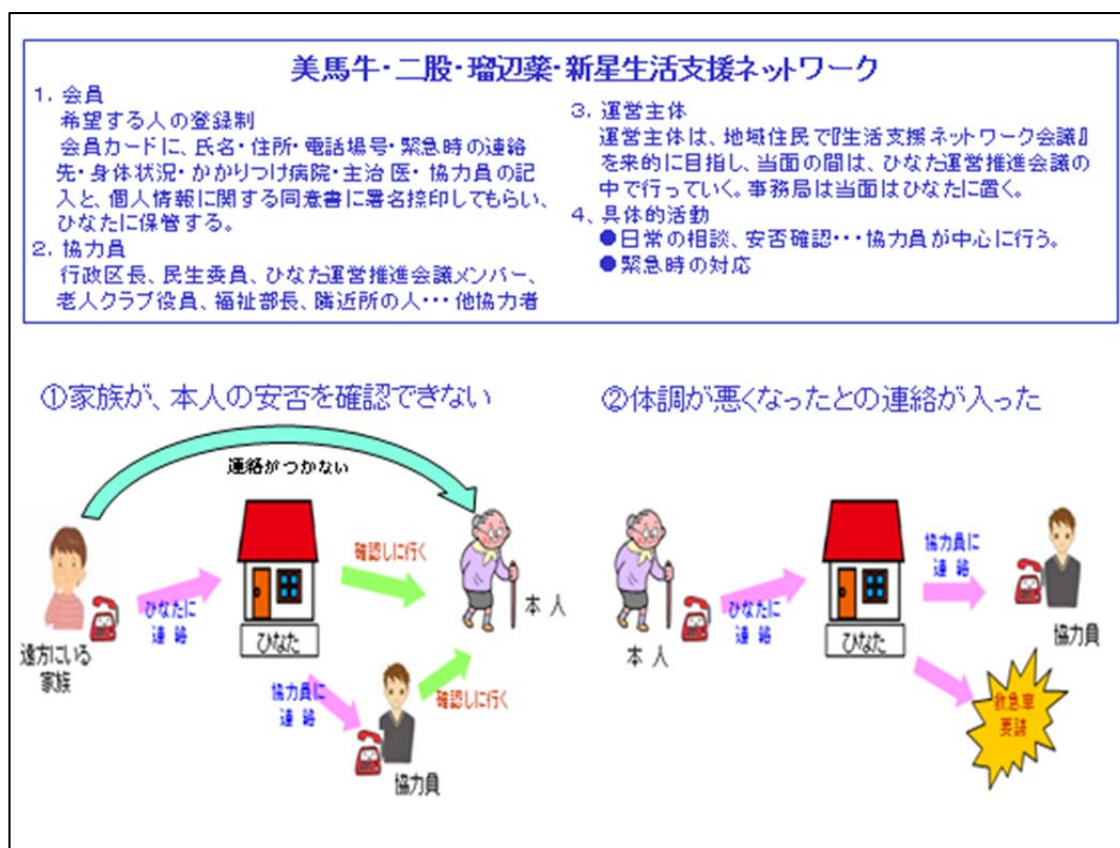 美馬牛・二股・瑠辺蘂・新星生活支援ネットワーク
1．会員
希望する人の登録制
会員カードに、氏名・住所・電話場号・緊急時の連絡
先・身体状況・かかりつけ病院・主治医・協力員の記
入と、個人情報に関する同意書に署名捺印してもらい、
ひなたに保管する。
2．協力員
行政区長、民生委員、ひなた運営推進会議メンバー、
老人クラブ役員、福祉部長、隣近所の人・・・他協力者
3．運営主体
運営主体は、地域住民で『生活支援ネットワーク会議』
を来的に目指し、当面の間は、ひなた運営推進会議の
中で行っていく。事務局は当面はひなたに置く。
4、具体的活動
●日常の相談、安否確認・・・協力員が中心に行う。
●緊急時の対応
①家族が、本人の安否を確認できない
連絡がつかない
遠方にいる
家族
ひなたに
連 絡
ひなた
確認しに行く
本 人
協力員に
連 絡
確認しに行く
協力員
②体調が悪くなったとの連絡が入った
本 人
ひなたに
連 絡
ひなた
協力員に
連 絡
協力員
救急車
要請